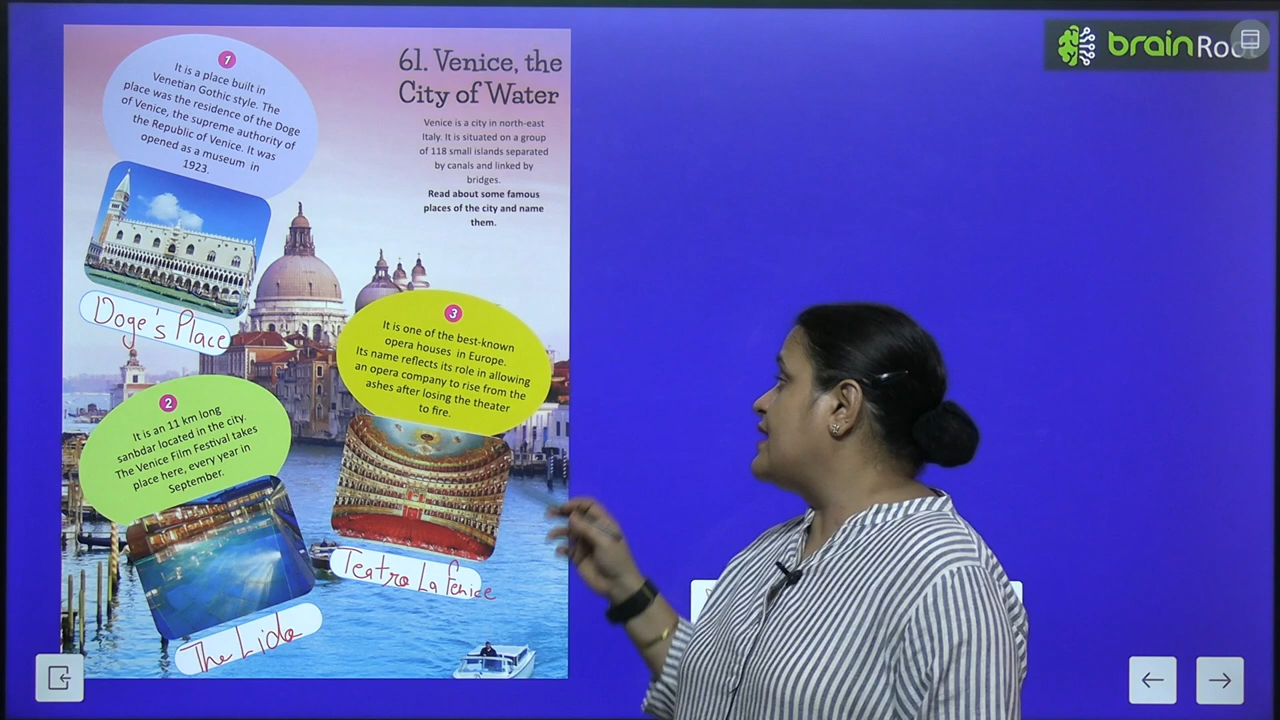 brainRoot
61. Venice, the
City of Water
Venice is a city in north-east
Italy. It is situated on a group
of 118 small islands separated
by canals and linked by
bridges.
Read about some famous
places of the city and name
them.
1
It is a place built in
Venetian Gothic style. The
place was the residence of the Doge
of Venice, the supreme authority of
the Republic of Venice. It was
opened as a museum in
1923.
Doge's Place
2
It is an 11 km long
sanbdar located in the city.
The Venice Film Festival takes
place here, every year in
September.
The Lido
3
It is one of the best-known
opera houses in Europe.
Its name reflects its role in allowing
an opera company to rise from the
ashes after losing the theater
to fire.
Teatro La Fenice